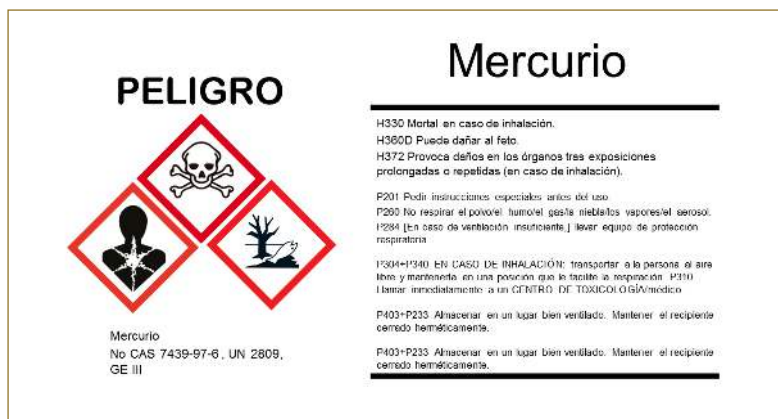 PELIGRO
Mercurio
No CAS 7439-97-6, UN 2809,
GE III
Mercurio
H330 Mortal en caso de inhalación.
H360D Puede dañar al feto.
H372 Provoca daños en los órganos tras exposiciones
prolongadas o repetidas (en caso de inhalación).
P201 Pedir instrucciones especiales antes del uso
P260 No respirar el polvo/el humo/el gas/la niebla/los vapores/el aerosol.
P284 [En caso de ventilación insuficiente,] llevar equipo de protección
respiratoria
P304+P340 EN CASO DE INHALACIÓN: transportar a la persona al aire
libre y mantenerla en una posición que le facilite la respiración P310
Llamar inmediatamente a un CENTRO DE TOXICOLOGÍA/médico
P403+P233 Almacenar en un lugar bien ventilado. Mantener el recipiente
cerrado herméticamente.
P403+P233 Almacenar en un lugar bien ventilado. Mantener el recipiente
cerrado herméticamente.